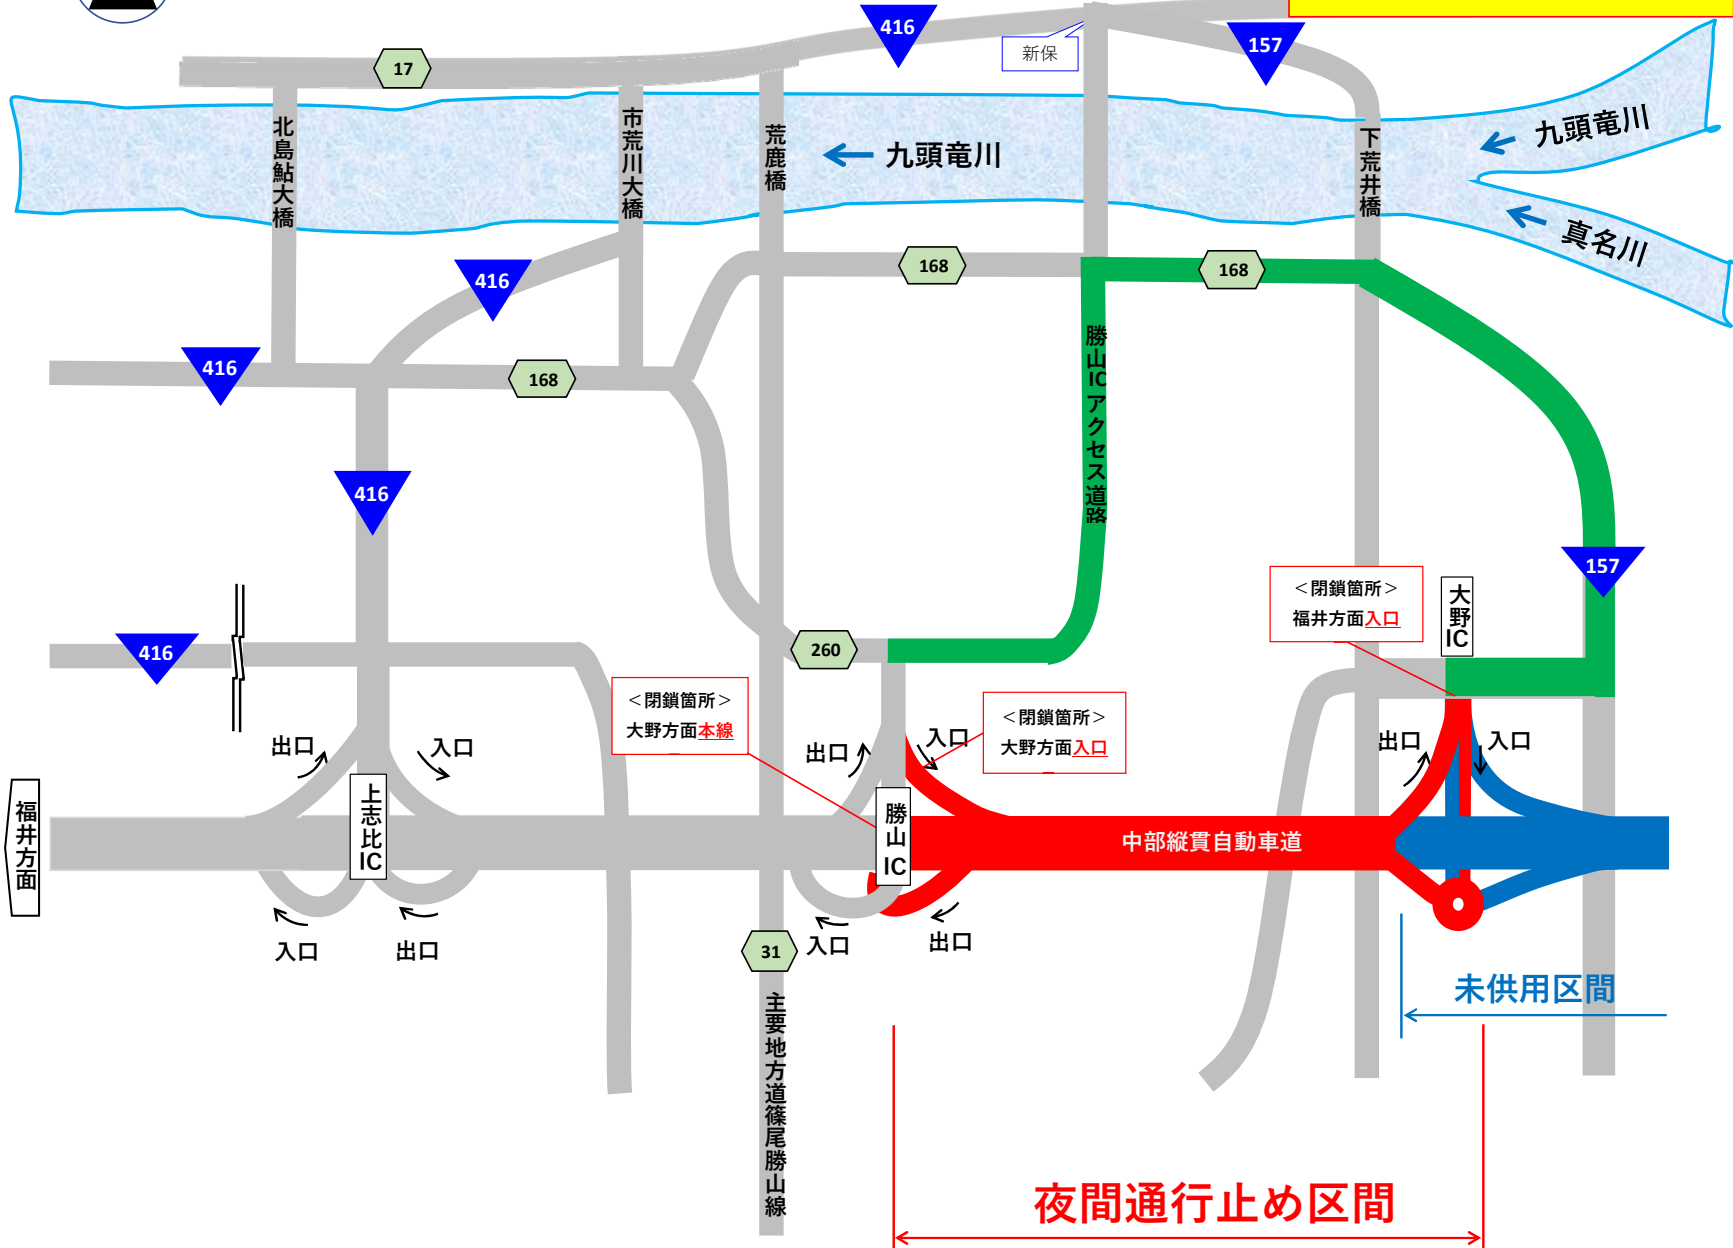 416
新保
157
17
北島鮎大橋
市荒川大橋
荒鹿橋
下荒井橋
九頭竜川
九頭竜川
真名川
168
168
416
416
168
勝山ICアクセス道路
416
157
＜閉鎖箇所＞
福井方面入口
大野IC
416
260
＜閉鎖箇所＞
大野方面本線
＜閉鎖箇所＞
大野方面入口
出口
入口
出口
入口
出口
入口
福井方面
上志比IC
勝山IC
中部縦貫自動車道
入口
出口
入口
出口
31
主要地方道篠尾勝山線
未供用区間
夜間通行止め区間